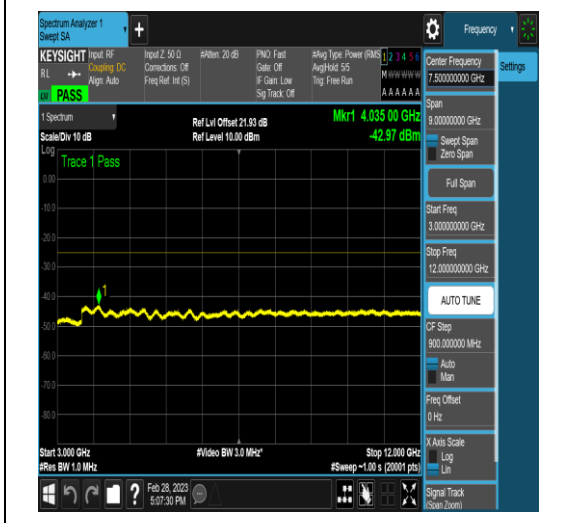 Spectrum Analyzer 1
Swept SA
+
Frequency
KEYSIGHT
RL
Input: RF
Coupling: DC
Align: Auto
Input Z: 50 Ω
Corrections: Off
Freq Ref: Int (S)
#Atten: 20 dB
PNO: Fast
Gate: Off
IF Gain: Low
Sig Track: Off
#Avg Type: Power (RMS
Avg|Hold: 5/5
Trig: Free Run
1 2 3 4 5 6
M W W W W W
A A A A A A
PASS
1 Spectrum
Scale/Div 10 dB
Ref Lvl Offset 21.93 dB
Ref Level 10.00 dBm
Mkr1 4.035 00 GHz
-42.97 dBm
Log
Trace 1 Pass
0.00
-10.0
-20.0
-30.0
-40.0
-50.0
-60.0
-70.0
-80.0
1
Start 3.000 GHz
#Res BW 1.0 MHz
#Video BW 3.0 MHz*
Stop 12.000 GHz
#Sweep ~1.00 s (20001 pts)
?
Feb 28, 2023
5:07:30 PM
Settings
Center Frequency
7.500000000 GHz
Span
9.00000000 GHz
Swept Span
Zero Span
Full Span
Start Freq
3.000000000 GHz
Stop Freq
12.000000000 GHz
AUTO TUNE
CF Step
900.000000 MHz
Auto
Man
Freq Offset
0 Hz
X Axis Scale
Log
Lin
Signal Track
(Span Zoom)